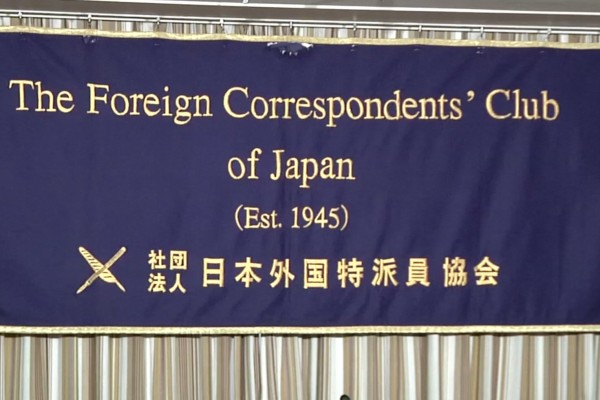 The Foreign Correspondents' Club
of Japan
(Est. 1945)
社団法人 日本外国特派員協会